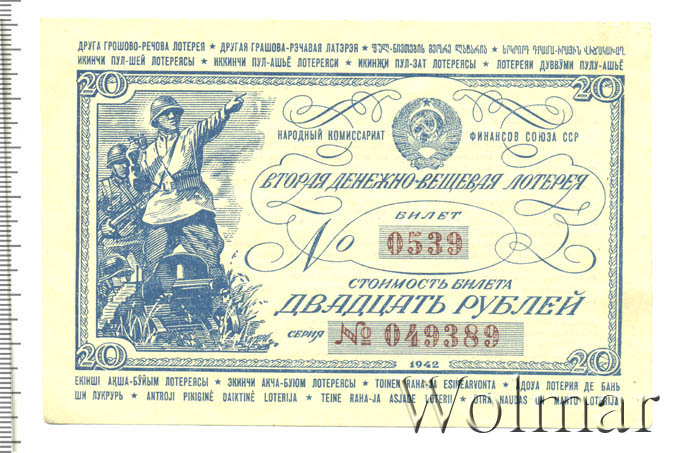 ДРУГА ГРОШОВО-РЕЧОВА ЛОТЕРЕЯ ★ ДРУГАЯ ГРАШОВА-РЭЧАВАЯ ЛАТЭРЭЯ ★
ИКИНЧИ ПУЛ-ШЕЙ ЛОТЕРЕЯСЫ ★ ИККИНЧИ ПУЛ-АШЬЁ ЛОТЕРЕЯСИ ★ ИКИНЖИ ПУЛ-ЗАТ ЛОТЕРЕЯСЫ ★ ЛОТЕРЕЯИ ДУВВӮМИ ПУЛУ-АШЬЁ
20 20
НАРОДНЫЙ КОМИССАРИАТ ФИНАНСОВ СОЮЗА ССР
ВТОРАЯ ДЕНЕЖНО-ВЕЩЕВАЯ ЛОТЕРЕЯ
БИЛЕТ
№ 0539
СТОИМОСТЬ БИЛЕТА
ДВАДЦАТЬ РУБЛЕЙ
СЕРИЯ № 049389
20 1942 20
ЕКІНШІ АҚША-БҰЙЫМ ЛОТЕРЕЯСЫ ★ ЭКИНЧИ АКЧА-БУЮМ ЛОТЕРЕЯСЫ ★ TOINEN RAHA-JA ESINEARVONTA ★ АДОУА ЛОТЕРИЯ ДЕ БАНЬ
ШИ ЛУКРУРЬ ★ ANTROJI PINIGINĖ DAIKTINĖ LOTERIJA ★ TEINE RAHA-JA ASJADE LOTERII ★ OTRĀ NAUDAS UN MANTU LOTERIJA
Wolmar